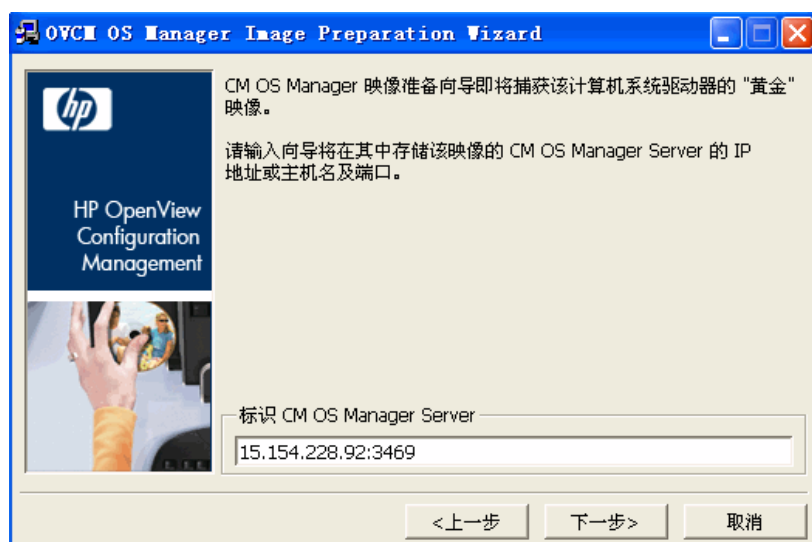 OVCM OS Manager Image Preparation Wizard
hp
CM OS Manager 映像准备向导即将捕获该计算机系统驱动器的 "黄金"
映像。
请输入向导将在其中存储该映像的 CM OS Manager Server 的 IP
地址或主机名及端口。
HP OpenView
Configuration
Management
标识 CM OS Manager Server
15.154.228.92:3469
<上一步
下一步>
取消